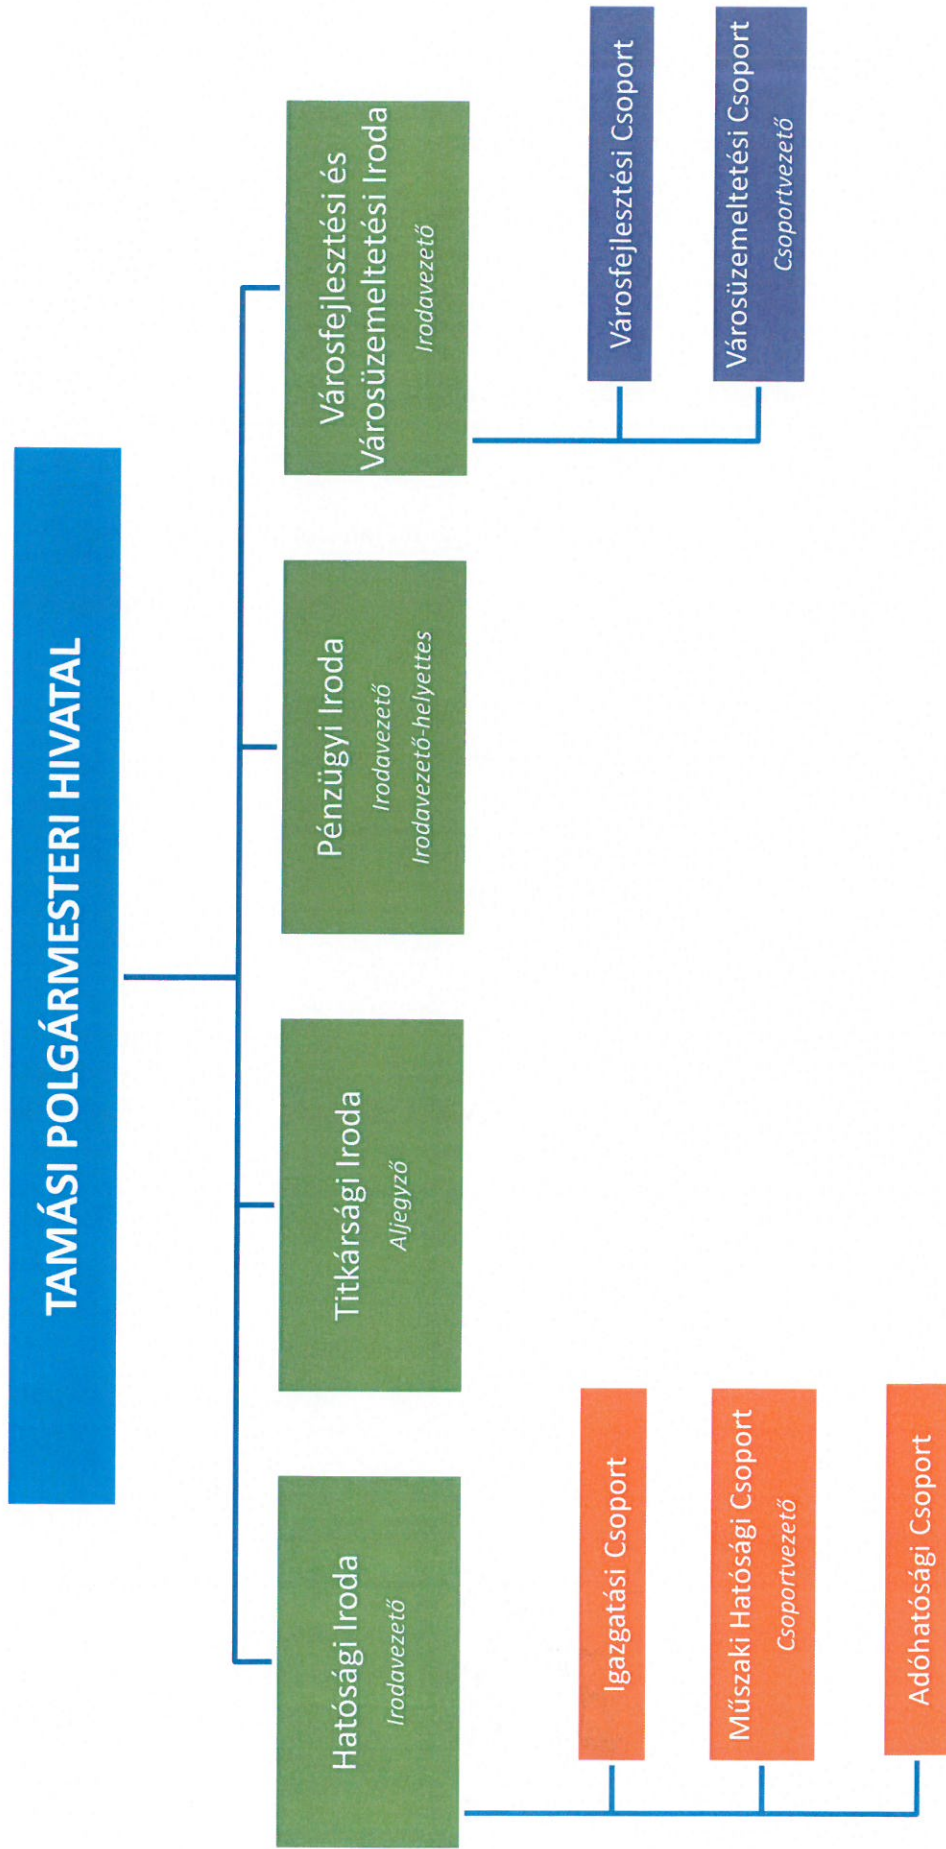 TAMÁSI POLGÁRMESTERI HIVATAL
Hatósági Iroda
Irodavezető
Titkársági Iroda
Aljegyző
Pénzügyi Iroda
Irodavezető
Irodavezető-helyettes
Városfejlesztési és
Városüzemeltetési Iroda
Irodavezető
Igazgatási Csoport
Műszaki Hatósági Csoport
Csoportvezető
Adóhatósági Csoport
Városfejlesztési Csoport
Városüzemeltetési Csoport
Csoportvezető